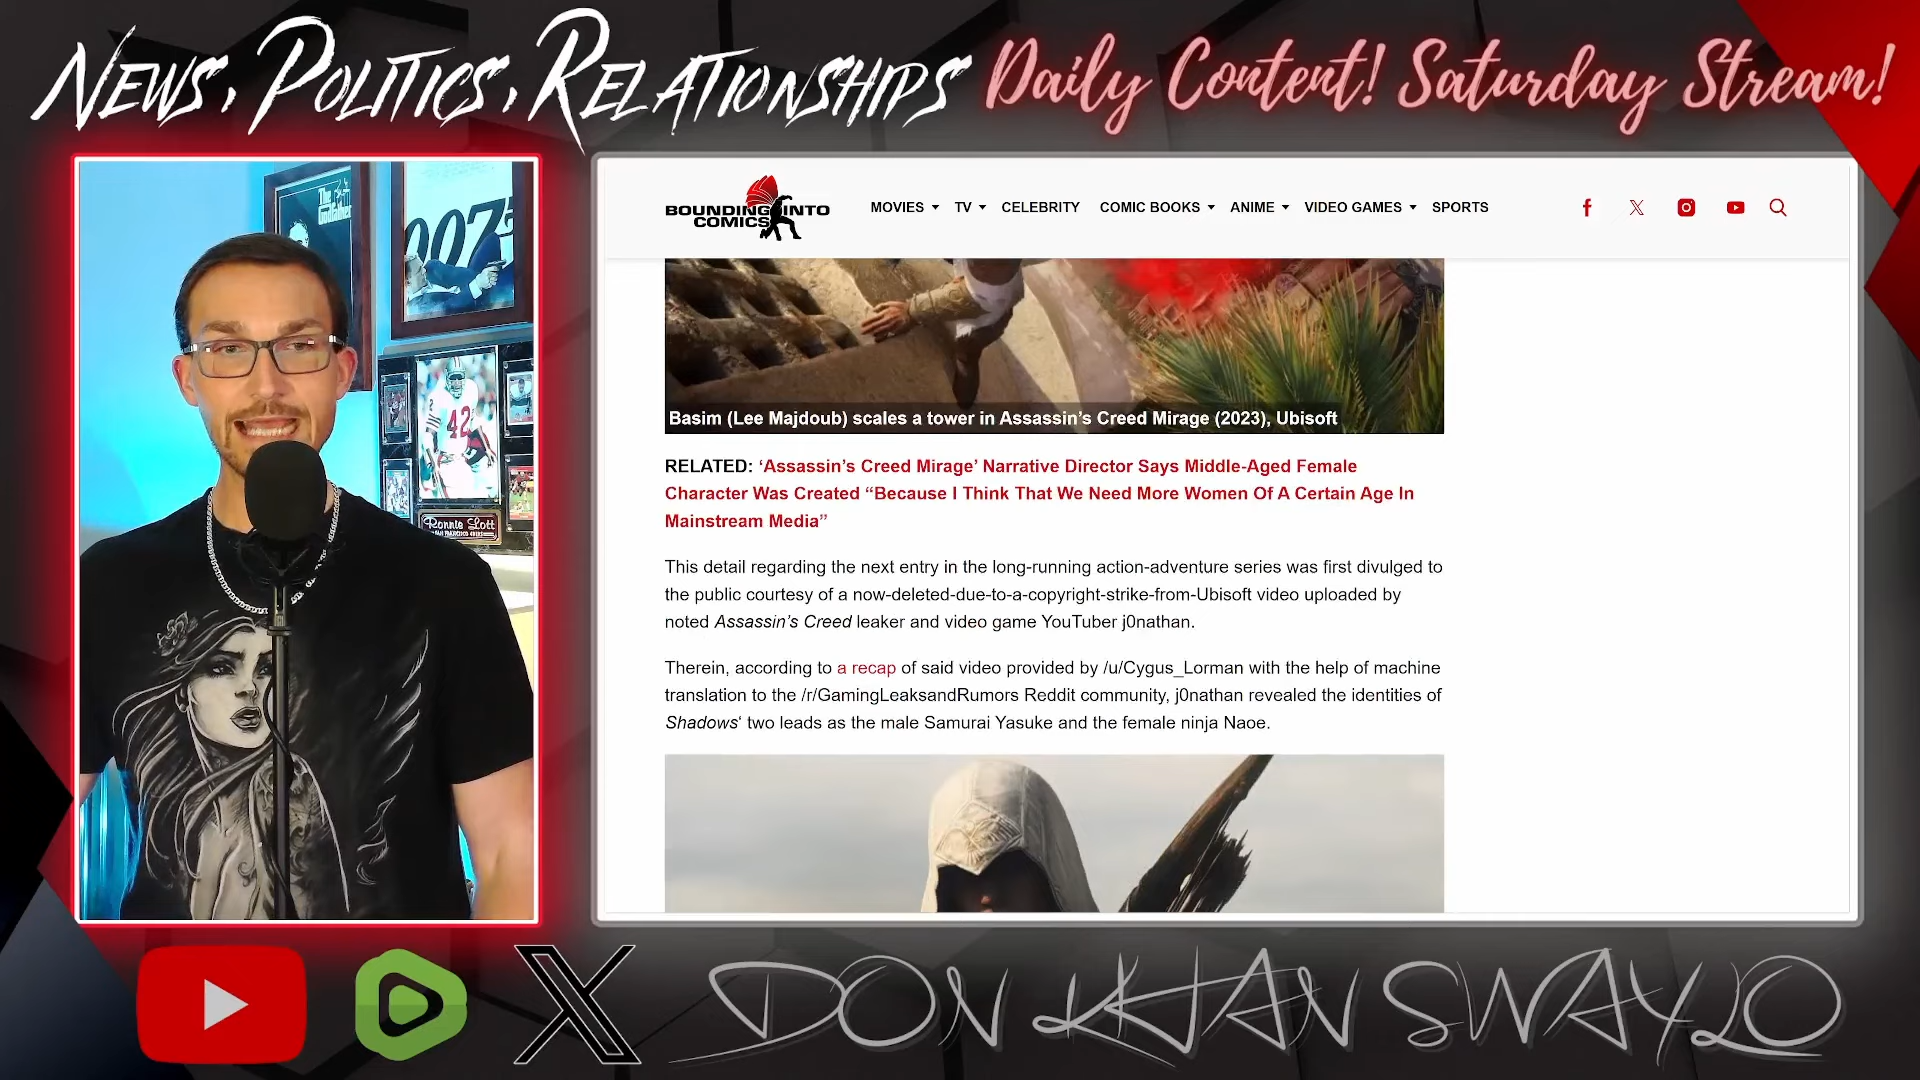 NEWS, POLITICS, RELATIONSHIPS
Daily Content! Saturday Stream!
The
Godfather
007
42
Ronnie Lott
SAN FRANCISCO 49ERS
BOUNDING INTO
COMICS
MOVIES TV CELEBRITY COMIC BOOKS ANIME VIDEO GAMES SPORTS
Basim (Lee Majdoub) scales a tower in Assassin’s Creed Mirage (2023), Ubisoft
RELATED: ‘Assassin’s Creed Mirage’ Narrative Director Says Middle-Aged Female
Character Was Created “Because I Think That We Need More Women Of A Certain Age In
Mainstream Media”
This detail regarding the next entry in the long-running action-adventure series was first divulged to
the public courtesy of a now-deleted-due-to-a-copyright-strike-from-Ubisoft video uploaded by
noted Assassin’s Creed leaker and video game YouTuber j0nathan.
Therein, according to a recap of said video provided by /u/Cygus_Lorman with the help of machine
translation to the /r/GamingLeaksandRumors Reddit community, j0nathan revealed the identities of
Shadows‘ two leads as the male Samurai Yasuke and the female ninja Naoe.
DON KHAN SWAYLO